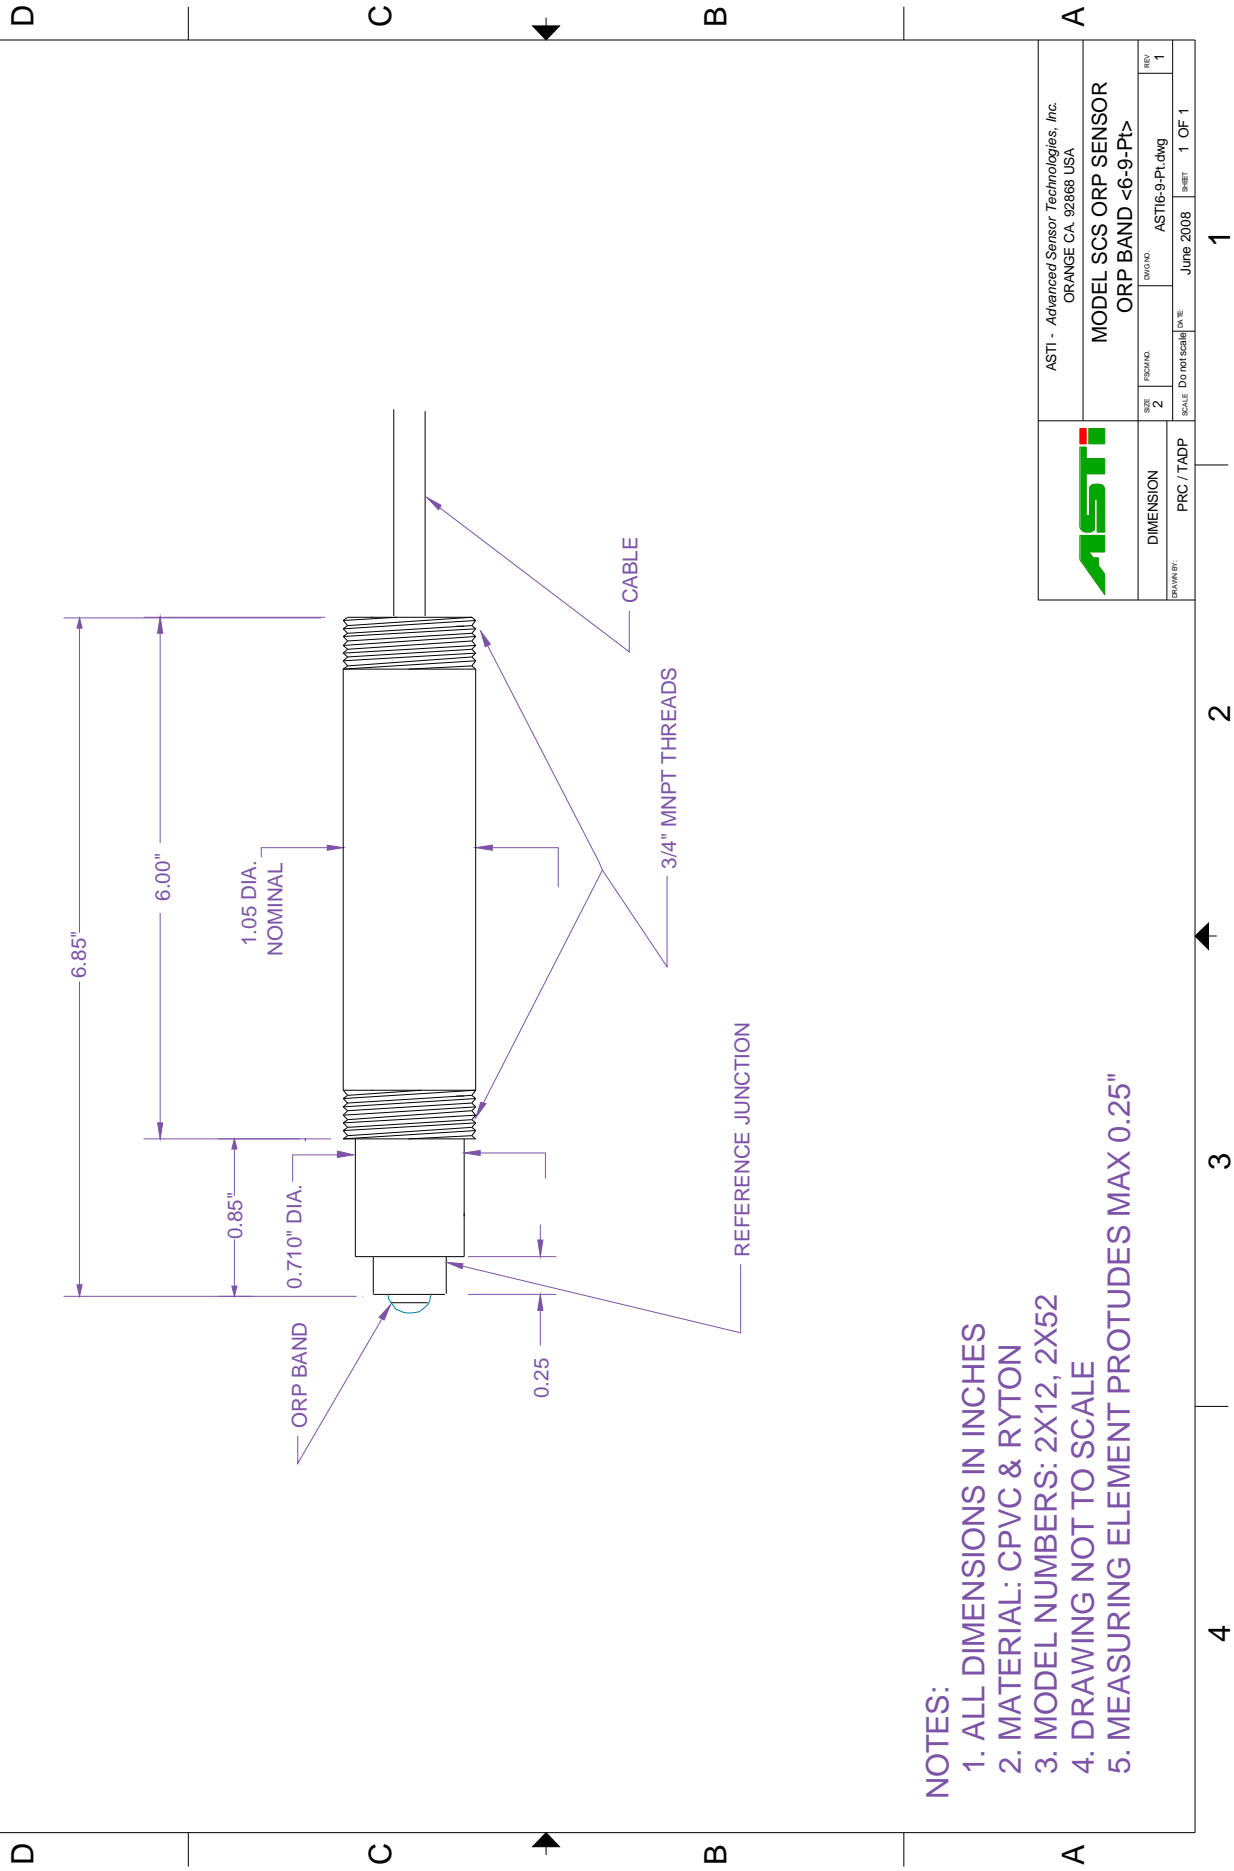 D
C
B
A
6.85"
6.00"
0.85"
1.05 DIA.
NOMINAL
0.710" DIA.
ORP BAND
0.25
CABLE
3/4" MNPT THREADS
REFERENCE JUNCTION
NOTES:
1. ALL DIMENSIONS IN INCHES
2. MATERIAL: CPVC & RYTON
3. MODEL NUMBERS: 2X12, 2X52
4. DRAWING NOT TO SCALE
5. MEASURING ELEMENT PROTUDES MAX 0.25"
ASTi
ASTI - Advanced Sensor Technologies, Inc.
ORANGE CA. 92868 USA
MODEL SCS ORP SENSOR
ORP BAND <6-9-Pt>
DIMENSION
SIZE
2
FSCM NO.
DWG NO.
ASTI6-9-Pt.dwg
REV
1
DRAWN BY:
PRC / TADP
SCALE Do not scale
DATE:
June 2008
SHEET 1 OF 1
4
3
2
1
D
C
B
A